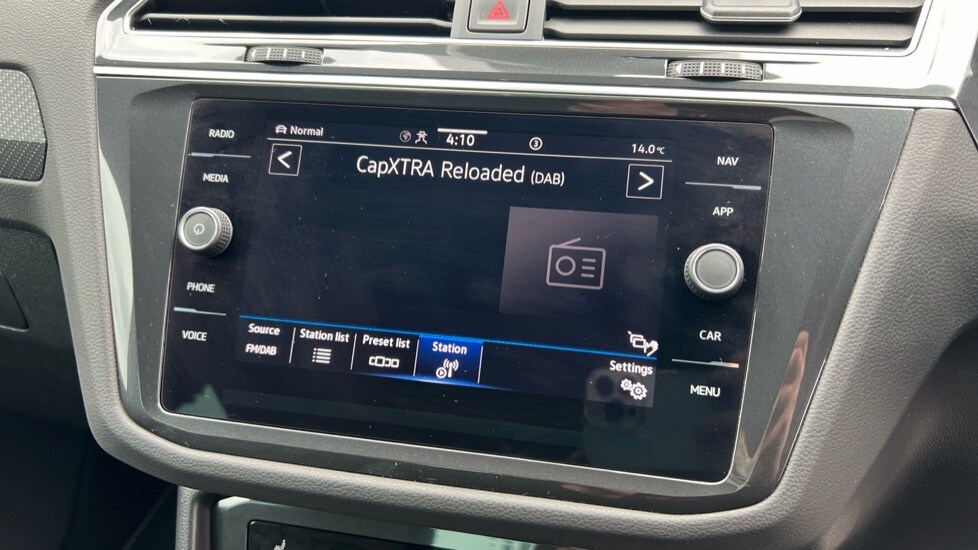 RADIO
MEDIA
PHONE
VOICE
Normal
4:10
3
14.0°C
<
CapXTRA Reloaded (DAB)
>
Source
FM/DAB
Station list
Preset list
Station
Settings
NAV
APP
CAR
MENU